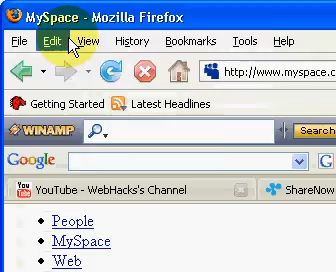 MySpace - Mozilla Firefox
File Edit View History Bookmarks Tools Help
http://www.myspace.c
Getting Started Latest Headlines
WINAMP Search
Google G
YouTube - WebHacks's Channel ShareNow
People
MySpace
Web